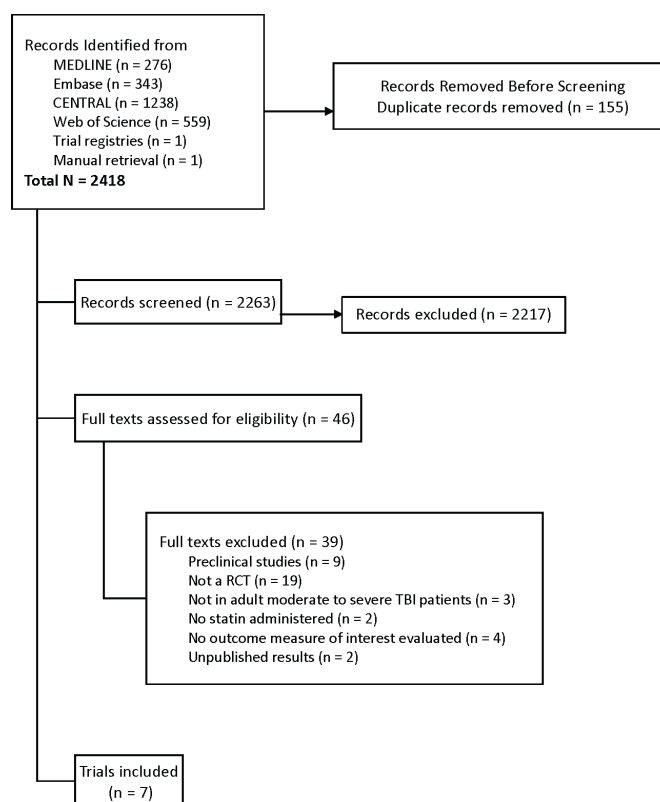 Records Identified from
MEDLINE (n = 276)
Embase (n = 343)
CENTRAL (n = 1238)
Web of Science (n = 559)
Trial registries (n = 1)
Manual retrieval (n = 1)
Total N = 2418
Records Removed Before Screening
Duplicate records removed (n = 155)
Records screened (n = 2263)
Records excluded (n = 2217)
Full texts assessed for eligibility (n = 46)
Full texts excluded (n = 39)
Preclinical studies (n = 9)
Not a RCT (n = 19)
Not in adult moderate to severe TBI patients (n = 3)
No statin administered (n = 2)
No outcome measure of interest evaluated (n = 4)
Unpublished results (n = 2)
Trials included
(n = 7)